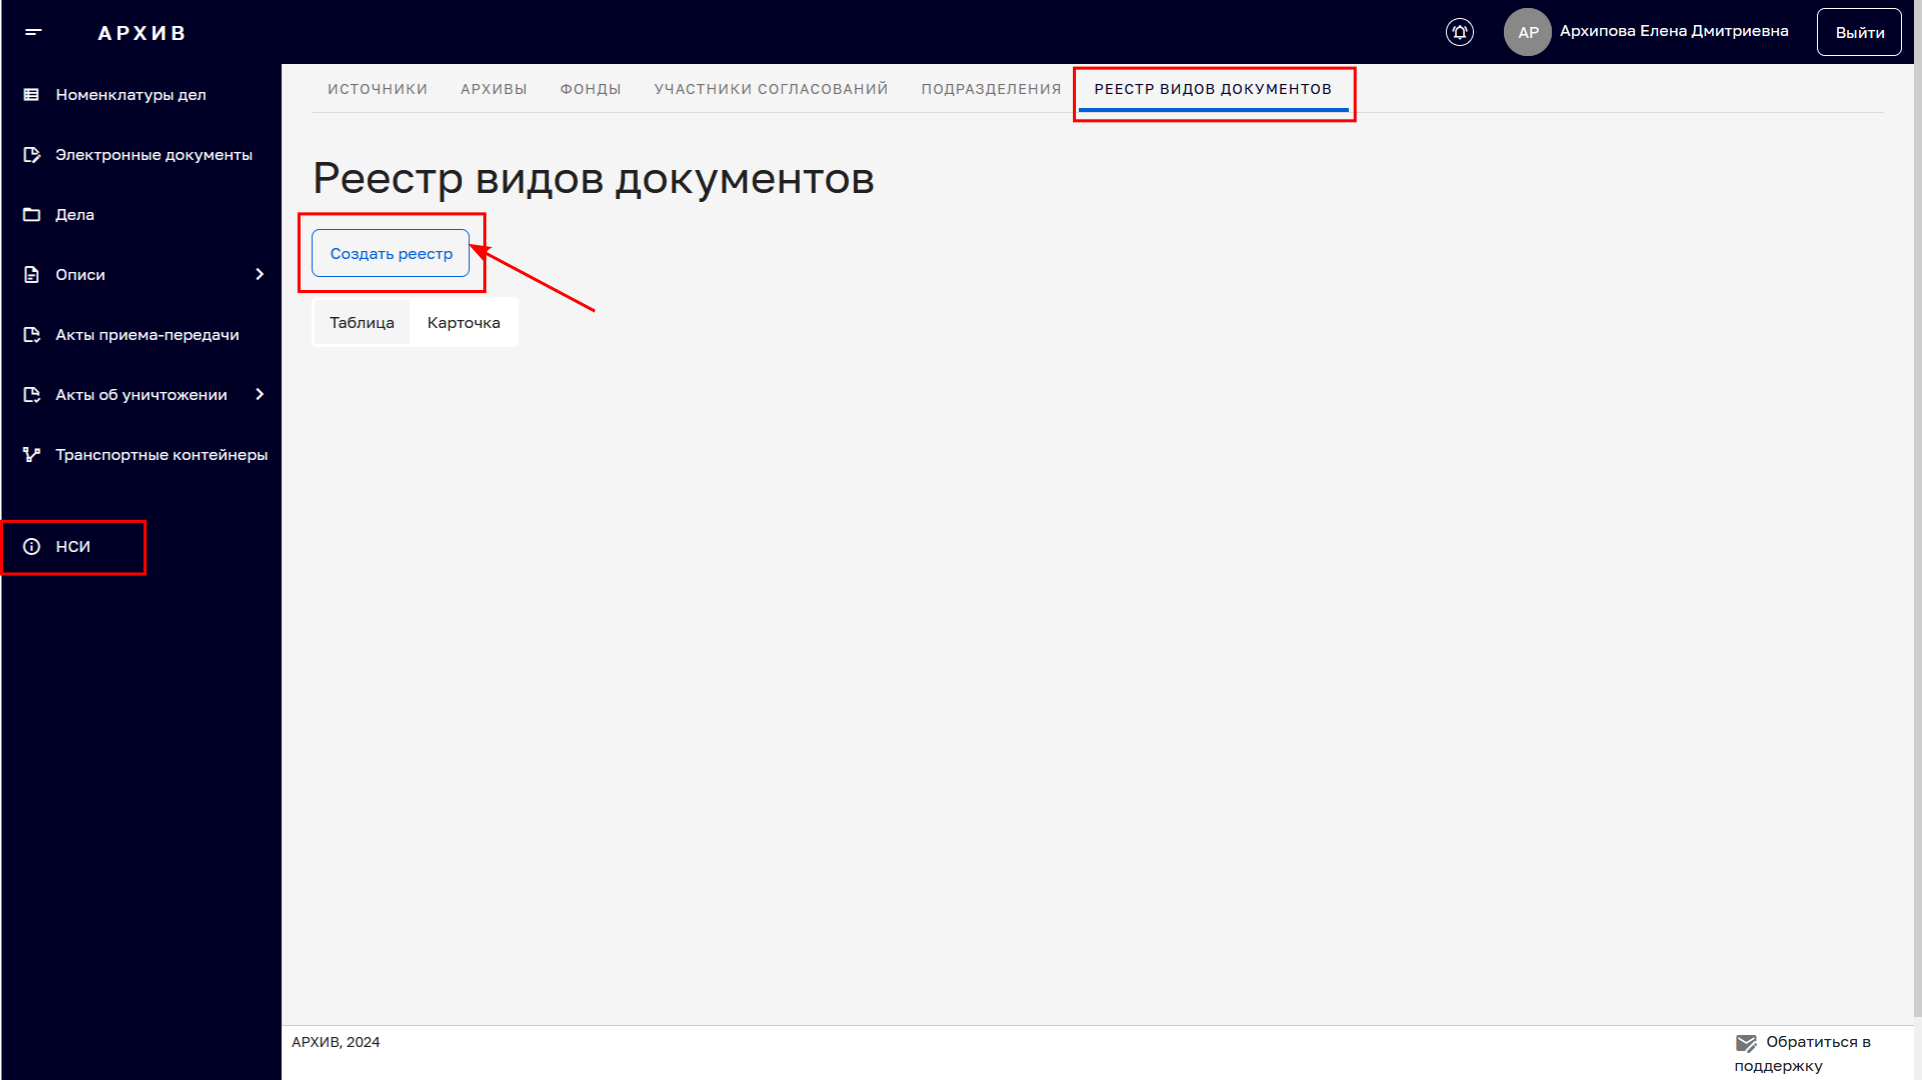 АРХИВ
АР
Архипова Елена Дмитриевна
Выйти
Номенклатуры дел
Электронные документы
Дела
Описи
Акты приема-передачи
Акты об уничтожении
Транспортные контейнеры
НСИ
ИСТОЧНИКИ АРХИВЫ ФОНДЫ УЧАСТНИКИ СОГЛАСОВАНИЙ ПОДРАЗДЕЛЕНИЯ РЕЕСТР ВИДОВ ДОКУМЕНТОВ
Реестр видов документов
Создать реестр
Таблица Карточка
АРХИВ, 2024
Обратиться в
поддержку